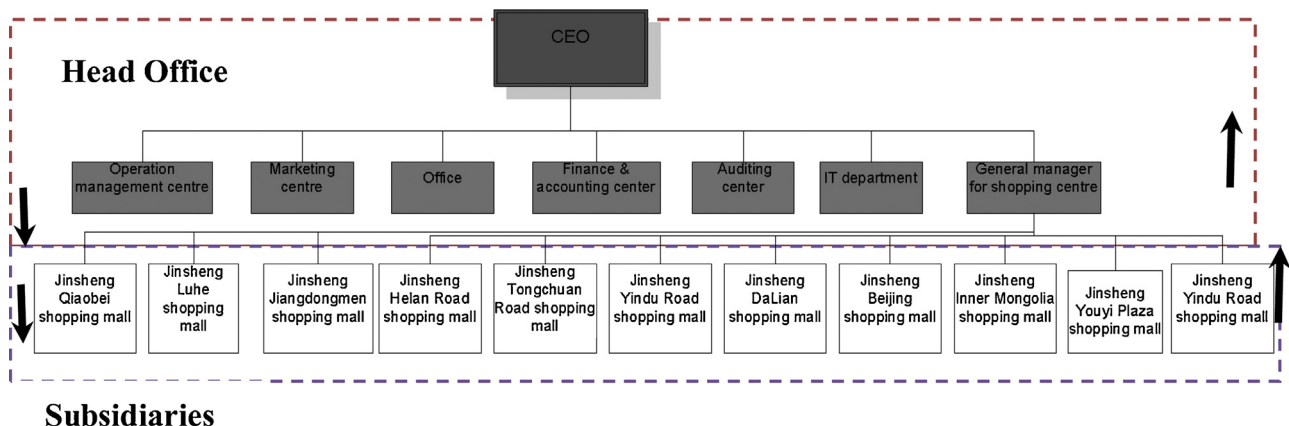 CEO
Head Office
Operation
management centre
Marketing
centre
Office
Finance &
accounting center
Auditing
center
IT department
General manager
for shopping centre
Jinsheng
Qiaobei
shopping mall
Jinsheng
Luhe
shopping
mall
Jinsheng
Jiangdongmen
shopping mall
Jinsheng
Helan Road
shopping mall
Jinsheng
Tongchuan
Road shopping
mall
Jinsheng
Yindu Road
shopping mall
Jinsheng
DaLian
shopping mall
Jinsheng
Beijing
shopping mall
Jinsheng
Inner Mongolia
shopping mall
Jinsheng
Youyi Plaza
shopping mall
Jinsheng
Yindu Road
shopping mall
Subsidiaries